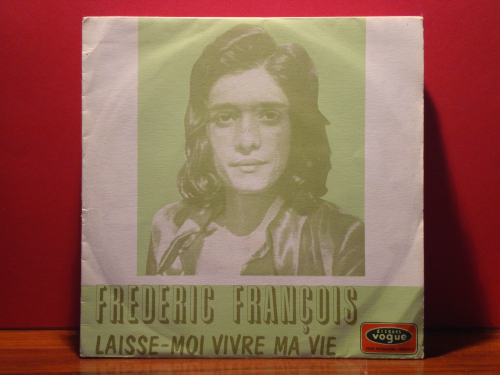 FREDERIC FRANÇOIS
LAISSE-MOI VIVRE MA VIE
disques
vogue